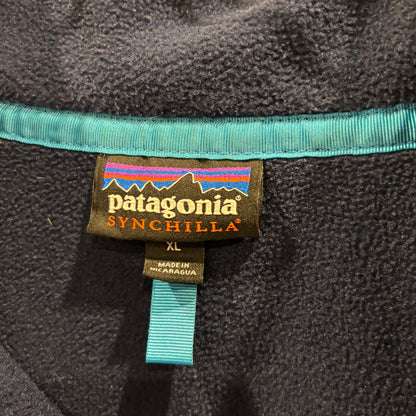 patagonia®
SYNCHILLA®
XL
MADE IN
NICARAGUA